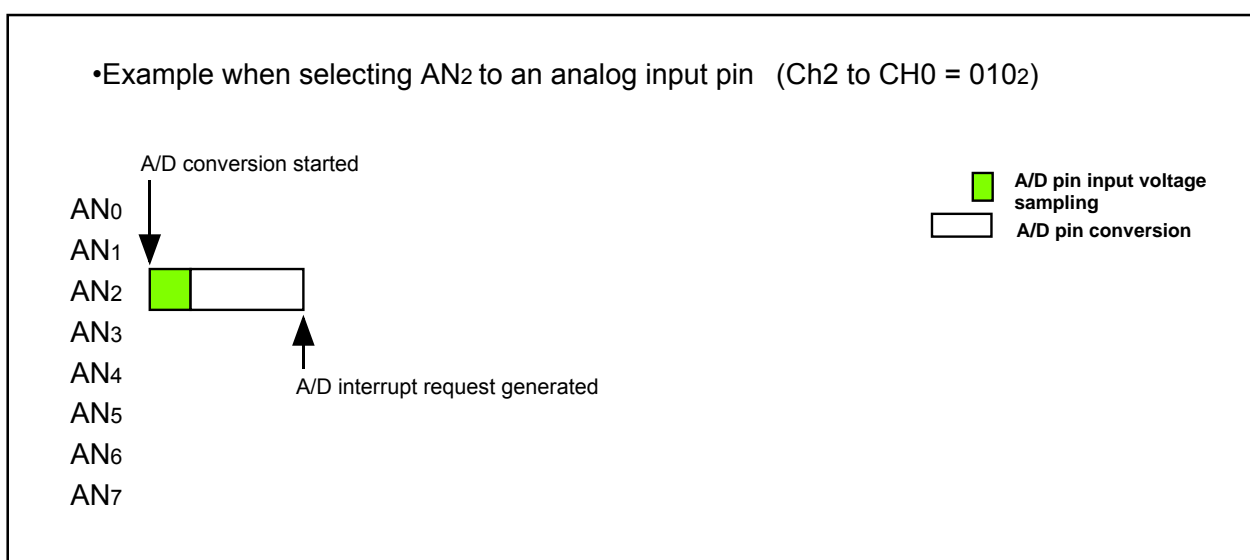 •Example when selecting AN2 to an analog input pin (Ch2 to CH0 = 0102)
A/D conversion started
A/D pin input voltage
sampling
A/D pin conversion
AN0
AN1
AN2
AN3
AN4
A/D interrupt request generated
AN5
AN6
AN7